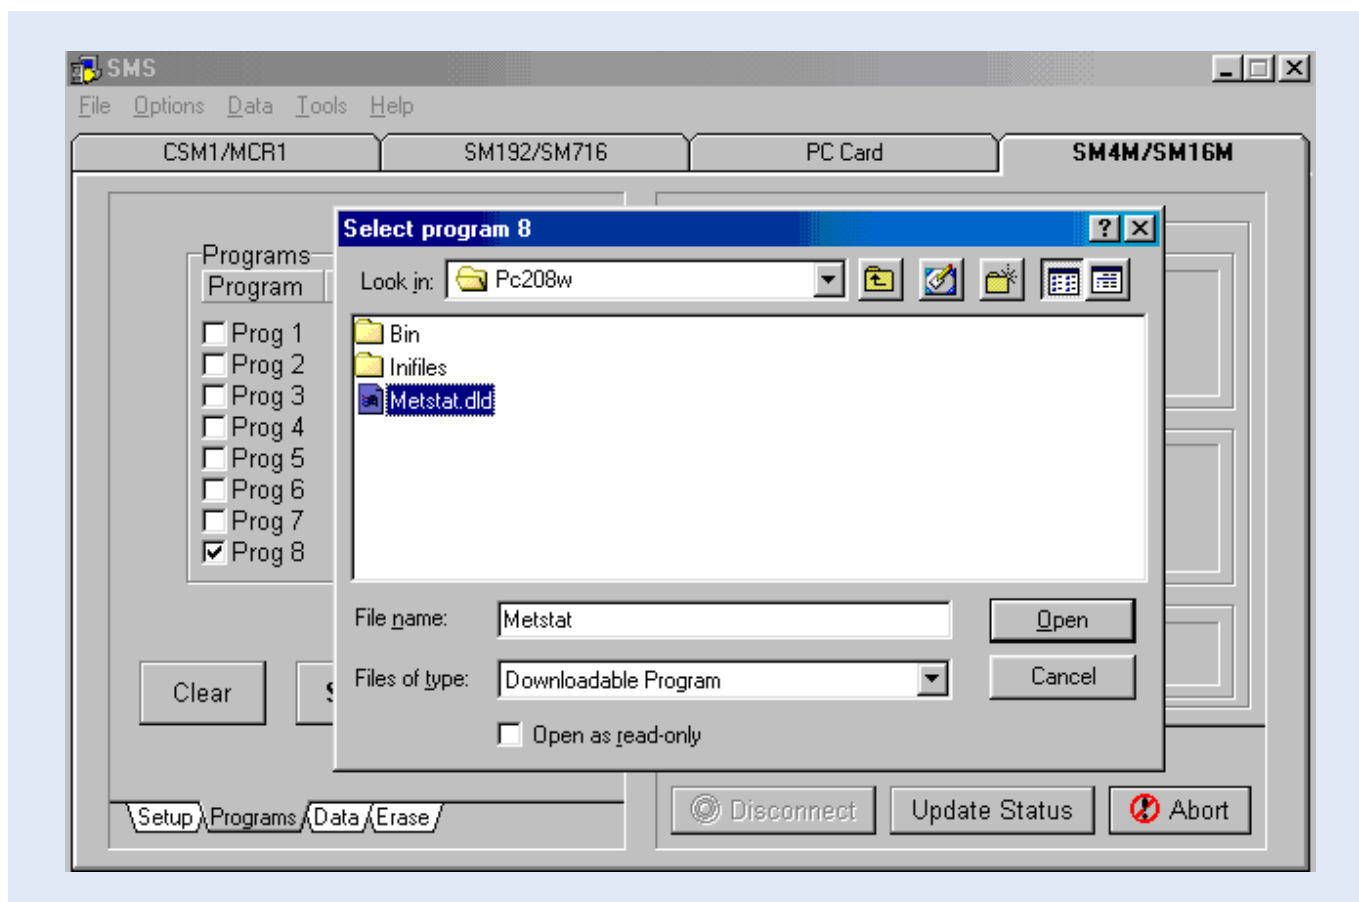 SMS
File Options Data Tools Help
CSM1/MCR1 SM192/SM716 PC Card SM4M/SM16M
Select program 8
Look in: Pc208w
Bin
Inifiles
Metstat.dld
File name: Metstat
Open
Files of type: Downloadable Program
Cancel
Open as read-only
Programs
Program
Prog 1
Prog 2
Prog 3
Prog 4
Prog 5
Prog 6
Prog 7
Prog 8
Clear
Setup Programs Data Erase
Disconnect Update Status Abort